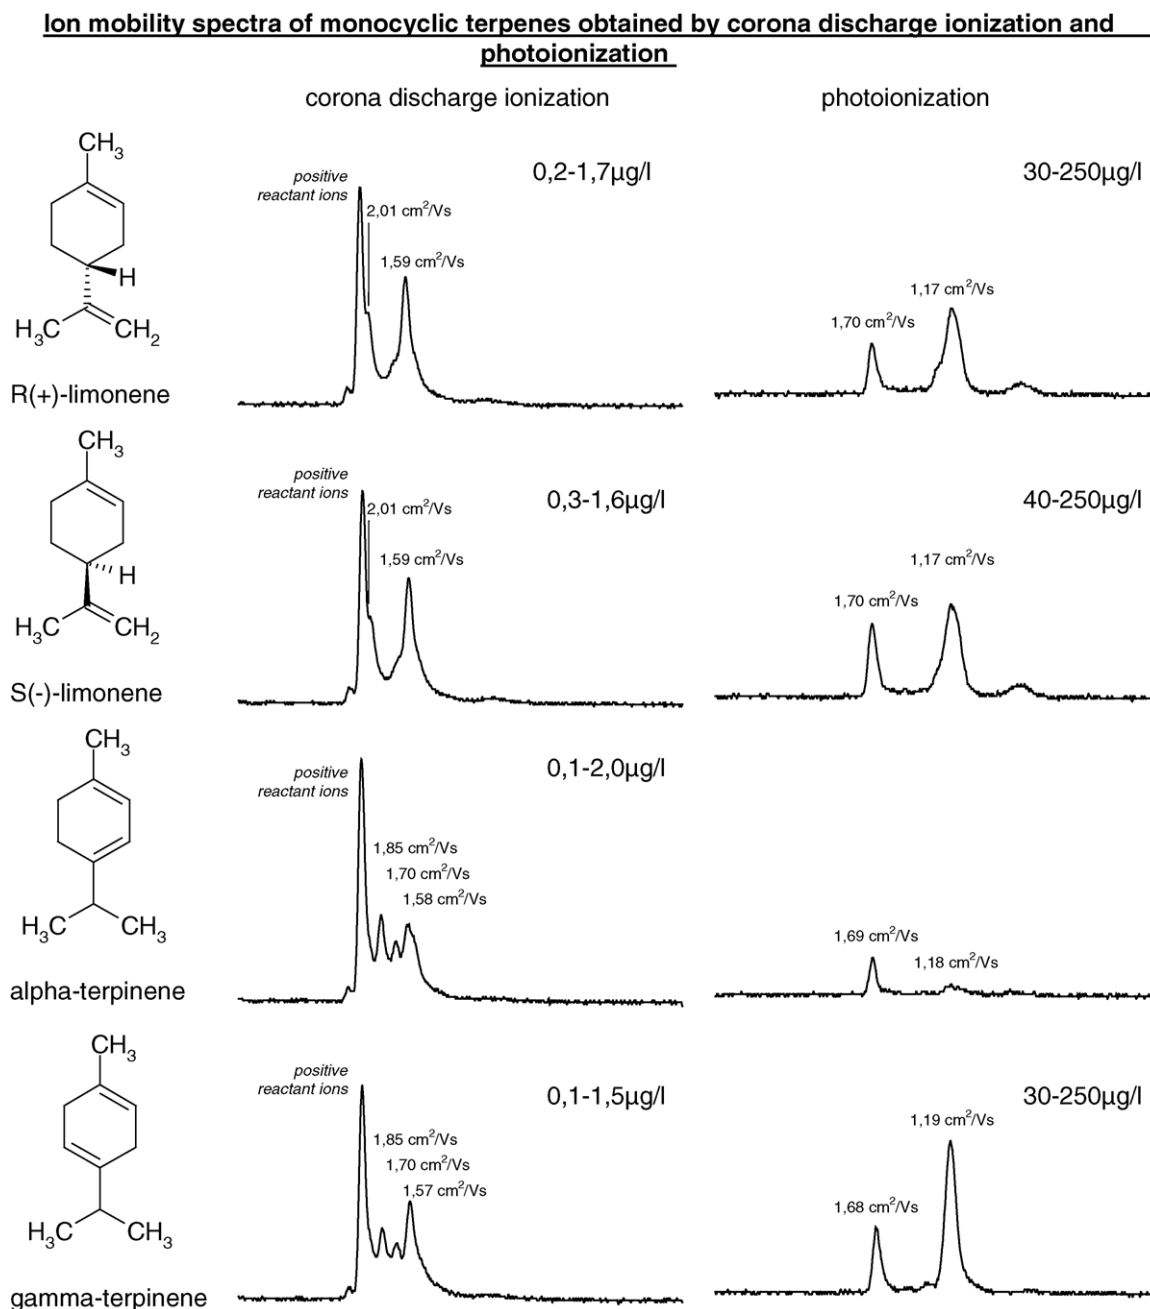 Ion mobility spectra of monocyclic terpenes obtained by corona discharge ionization and
photoionization
corona discharge ionization
photoionization
CH₃
H
H₃C
CH₂
R(+)-limonene
positive
reactant ions
2,01 cm²/Vs
1,59 cm²/Vs
0,2-1,7µg/l
1,70 cm²/Vs
1,17 cm²/Vs
30-250µg/l
CH₃
H
H₃C
CH₂
S(-)-limonene
positive
reactant ions
2,01 cm²/Vs
1,59 cm²/Vs
0,3-1,6µg/l
1,70 cm²/Vs
1,17 cm²/Vs
40-250µg/l
CH₃
H₃C
CH₃
alpha-terpinene
positive
reactant ions
1,85 cm²/Vs
1,70 cm²/Vs
1,58 cm²/Vs
0,1-2,0µg/l
1,69 cm²/Vs
1,18 cm²/Vs
CH₃
H₃C
CH₃
gamma-terpinene
positive
reactant ions
1,85 cm²/Vs
1,70 cm²/Vs
1,57 cm²/Vs
0,1-1,5µg/l
1,68 cm²/Vs
1,19 cm²/Vs
30-250µg/l